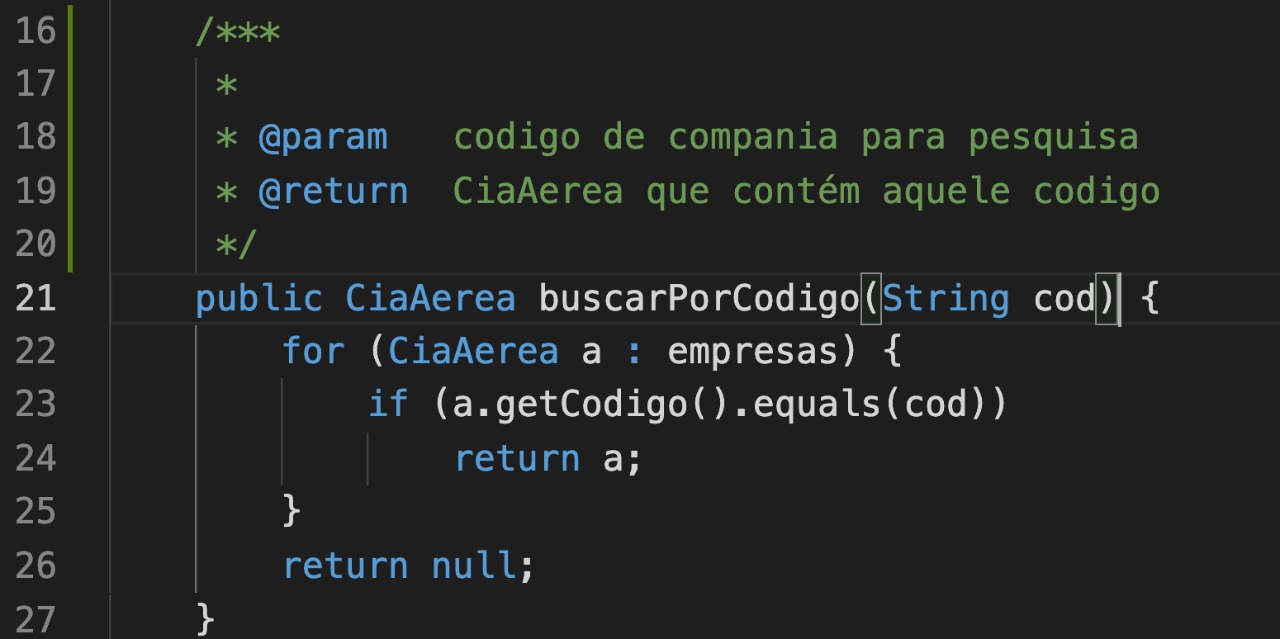 16 /***
17 *
18 * @param codigo de compania para pesquisa
19 * @return CiaAerea que contém aquele codigo
20 */
21 public CiaAerea buscarPorCodigo(String cod) {
22 for (CiaAerea a : empresas) {
23 if (a.getCodigo().equals(cod))
24 return a;
25 }
26 return null;
27 }